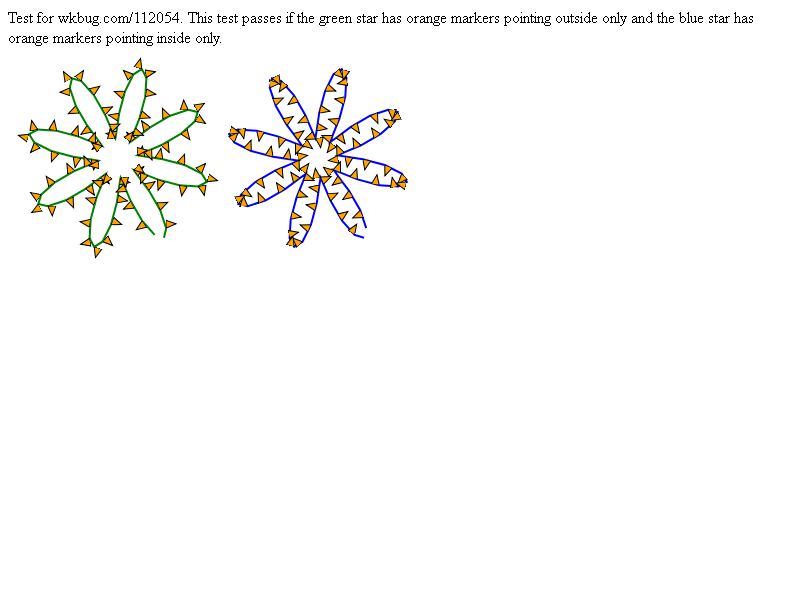 Test for wkbug.com/112054. This test passes if the green star has orange markers pointing outside only and the blue star has
orange markers pointing inside only.